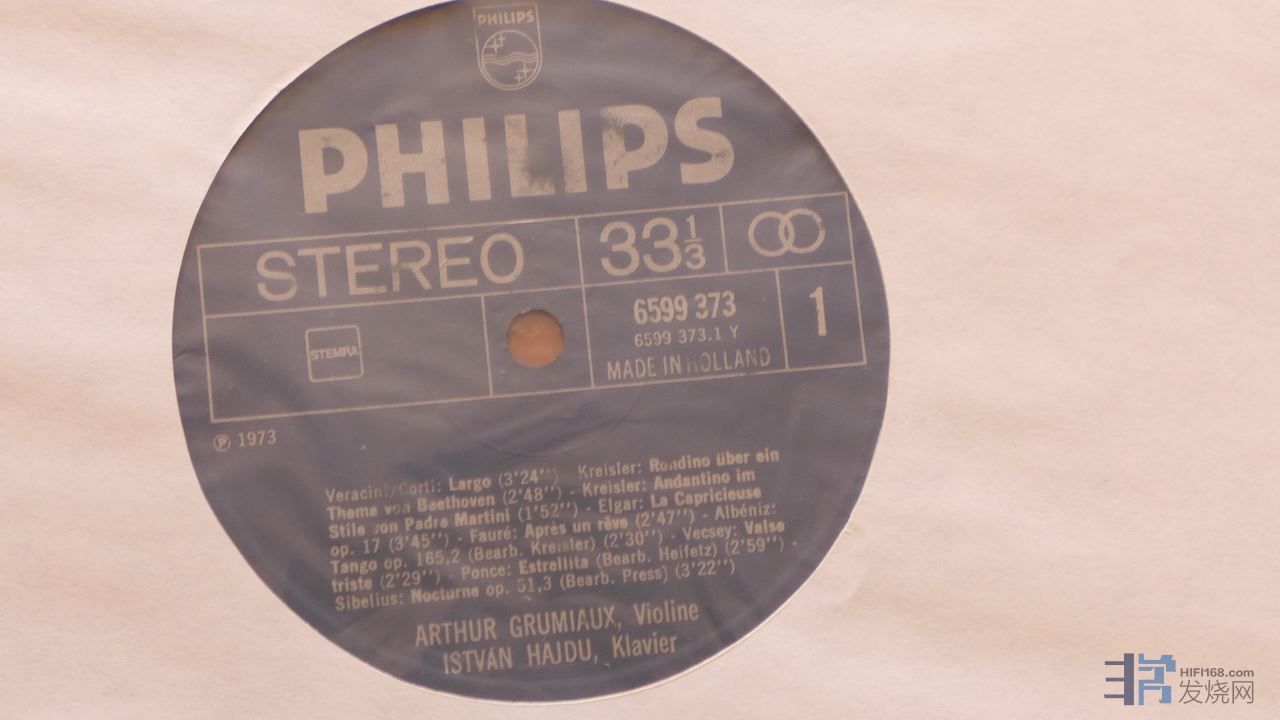 PHILIPS
PHILIPS
STEREO 33 1/3
STEMRA
6599 373 1
6599 373.1 Y
MADE IN HOLLAND
℗ 1973
Veracini/Corti: Largo (3'24'') Kreisler: Rondino über ein
Thema von Beethoven (2'48'') - Kreisler: Andantino im
Stile von Padre Martini (1'52'') - Elgar: La Capricieuse
op. 17 (3'45'') - Fauré: Après un rêve (2'47'') - Albéniz:
Tango op. 165,2 (Bearb. Kreisler) (2'30'') - Vecsey: Valse
triste (2'29'') Ponce: Estrellita (Bearb. Heifetz) (2'59'') -
Sibelius: Nocturne op. 51,3 (Bearb. Press) (3'22'')
ARTHUR GRUMIAUX, Violine
ISTVÁN HAJDU, Klavier
HIFI168.com
发烧网